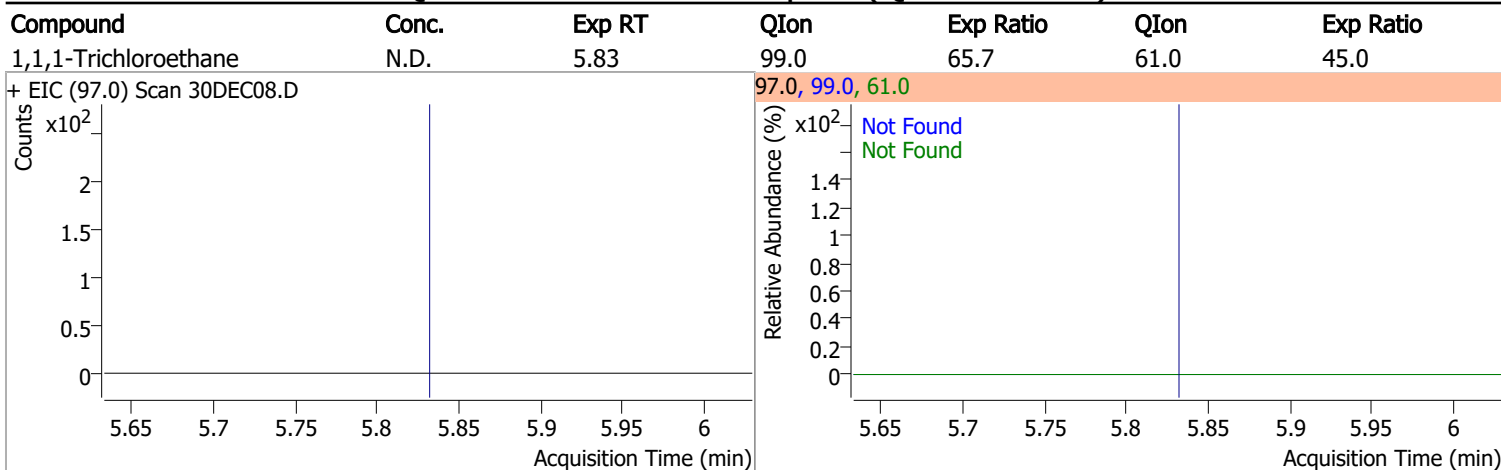 Compound Conc. Exp RT QIon Exp Ratio QIon Exp Ratio
1,1,1-Trichloroethane N.D. 5.83 99.0 65.7 61.0 45.0
+ EIC (97.0) Scan 30DEC08.D
Counts
x10²
2
1.5
1
0.5
0
5.65 5.7 5.75 5.8 5.85 5.9 5.95 6
Acquisition Time (min)
97.0, 99.0, 61.0
Relative Abundance (%)
x10²
Not Found
Not Found
1.4
1.2
1
0.8
0.6
0.4
0.2
0
5.65 5.7 5.75 5.8 5.85 5.9 5.95 6
Acquisition Time (min)